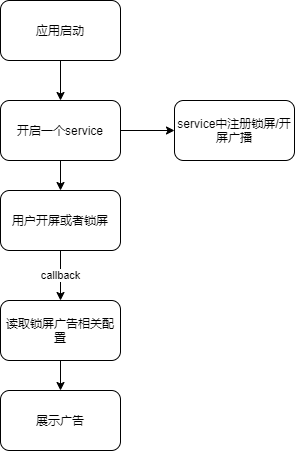 应用启动
开启一个service
service中注册锁屏/开
屏广播
用户开屏或者锁屏
callback
读取锁屏广告相关配
置
展示广告